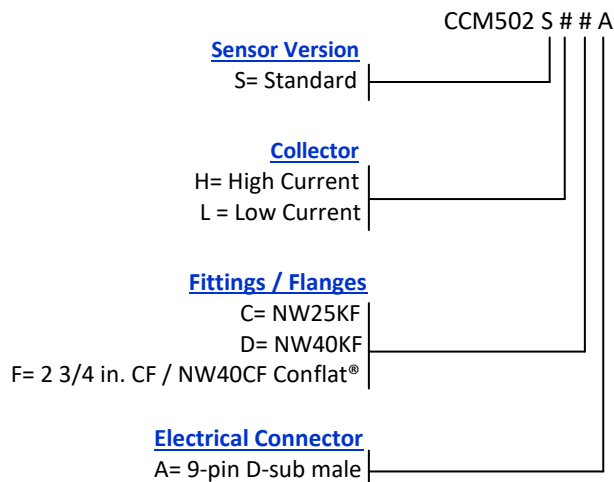 CCM502 S # # A
Sensor Version
S= Standard
Collector
H= High Current
L = Low Current
Fittings / Flanges
C= NW25KF
D= NW40KF
F= 2 3/4 in. CF / NW40CF Conflat®
Electrical Connector
A= 9-pin D-sub male